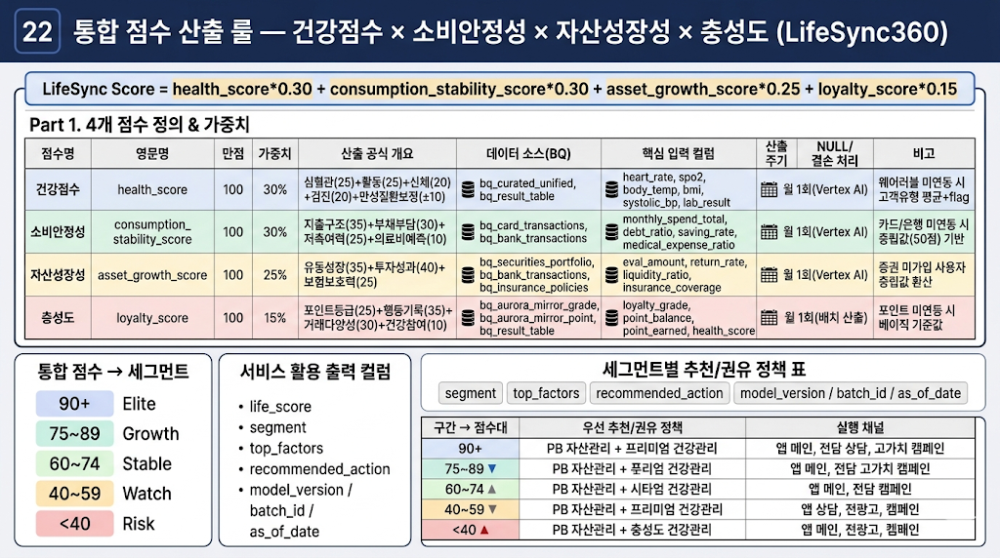 22 통합 점수 산출 룰 — 건강점수 × 소비안정성 × 자산성장성 × 충성도 (LifeSync360)
LifeSync Score = health_score*0.30 + consumption_stability_score*0.30 + asset_growth_score*0.25 + loyalty_score*0.15
Part 1. 4개 점수 정의 & 가중치
점수명 영문명 만점 가중치 산출 공식 개요 데이터 소스(BQ) 핵심 입력 컬럼 산출 주기 NULL/결손 처리 비고
건강점수 health_score 100 30% 심혈관(25)+활동(25)+신체(20)
+검진(20)+만성질환보정(±10)
bq_curated_unified,
bq_result_table
heart_rate, spo2,
body_temp, bmi,
systolic_bp, lab_result
월 1회(Vertex AI)
웨어러블 미연동 시
고객유형 평균+flag
소비안정성 consumption_
stability_score
100 30% 지출구조(35)+부채부담(30)+
저축여력(25)+의료비예측(10)
bq_card_transactions,
bq_bank_transactions
monthly_spend_total,
debt_ratio, saving_rate,
medical_expense_ratio
월 1회(Vertex AI)
카드/은행 미연동 시
중립값(50점) 기반
자산성장성 asset_growth_score 100 25% 유동성장(35)+투자성과(40)+
보험보호력(25)
bq_securities_portfolio,
bq_bank_transactions,
bq_insurance_policies
eval_amount, return_rate,
liquidity_ratio,
insurance_coverage
월 1회(Vertex AI)
증권 미가입 사용자
중립값 환산
충성도 loyalty_score 100 15% 포인트등급(25)+행동기록(35)+
거래다양성(30)+건강참여(10)
bq_aurora_mirror_grade,
bq_aurora_mirror_point,
bq_result_table
loyalty_grade,
point_balance,
point_earned, health_score
월 1회(배치 산출)
포인트 미연동 시
베이직 기준값
통합 점수 → 세그먼트
90+ Elite
75~89 Growth
60~74 Stable
40~59 Watch
<40 Risk
서비스 활용 출력 컬럼
• life_score
• segment
• top_factors
• recommended_action
• model_version /
batch_id /
as_of_date
세그먼트별 추천/권유 정책 표
segment top_factors recommended_action model_version / batch_id / as_of_date
구간 → 점수대 우선 추천/권유 정책 실행 채널
90+ PB 자산관리 + 프리미엄 건강관리 앱 메인, 전담 상담, 고가치 캠페인
75~89 ▼ PB 자산관리 + 푸리엄 건강관리 앱 메인, 전담 고가치 캠페인
60~74 ▲ PB 자산관리 + 시타엄 건강관리 앱 메인, 전담 캠페인
40~59 ▼ PB 자산관리 + 프리미엄 건강관리 앱 상담, 전광고, 캠페인
<40 ▲ PB 자산관리 + 충성도 건강관리 앱 메인, 전광고, 캠페인